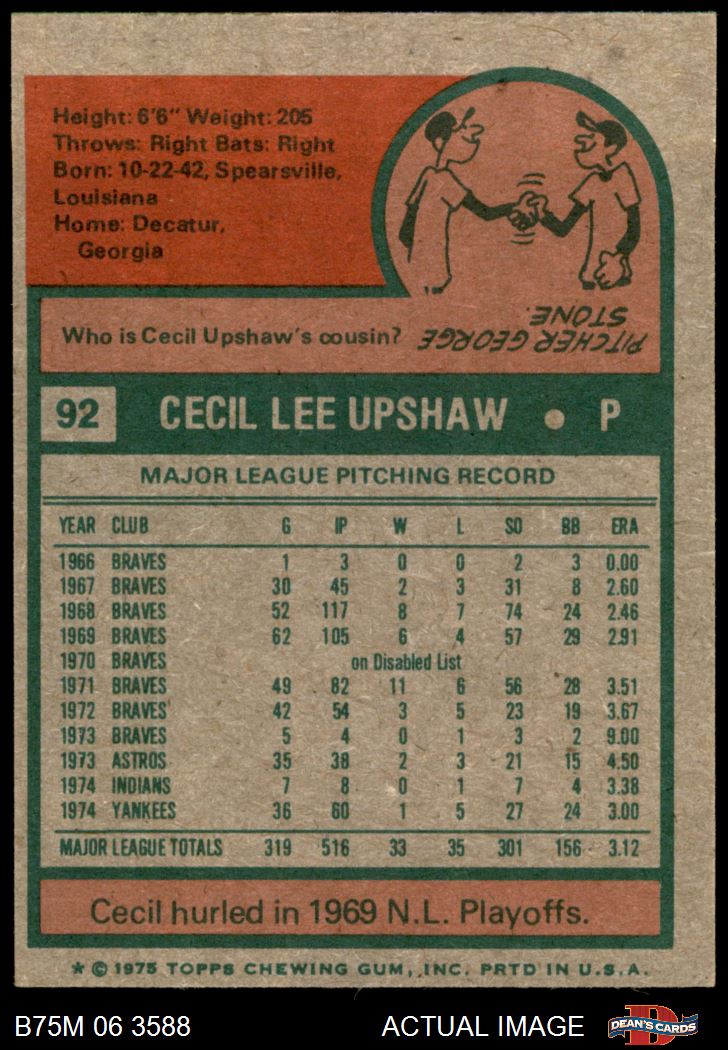 Height: 6'6" Weight: 205
Throws: Right Bats: Right
Born: 10-22-42, Spearsville,
Louisiana
Home: Decatur,
Georgia
Who is Cecil Upshaw's cousin?
PITCHER GEORGE
STONE.
92 CECIL LEE UPSHAW • P
MAJOR LEAGUE PITCHING RECORD
YEAR CLUB G IP W L SO BB ERA
1966 BRAVES 1 3 0 0 2 3 0.00
1967 BRAVES 30 45 2 3 31 8 2.60
1968 BRAVES 52 117 8 7 74 24 2.46
1969 BRAVES 62 105 6 4 57 29 2.91
1970 BRAVES on Disabled List
1971 BRAVES 49 82 11 6 56 28 3.51
1972 BRAVES 42 54 3 5 23 19 3.67
1973 BRAVES 5 4 0 1 3 2 9.00
1973 ASTROS 35 38 2 3 21 15 4.50
1974 INDIANS 7 8 0 1 7 4 3.38
1974 YANKEES 36 60 1 5 27 24 3.00
MAJOR LEAGUE TOTALS 319 516 33 35 301 156 3.12
Cecil hurled in 1969 N.L. Playoffs.
* © 1975 TOPPS CHEWING GUM, INC. PRTD IN U.S.A.
B75M 06 3588 ACTUAL IMAGE D DEAN'S CARDS